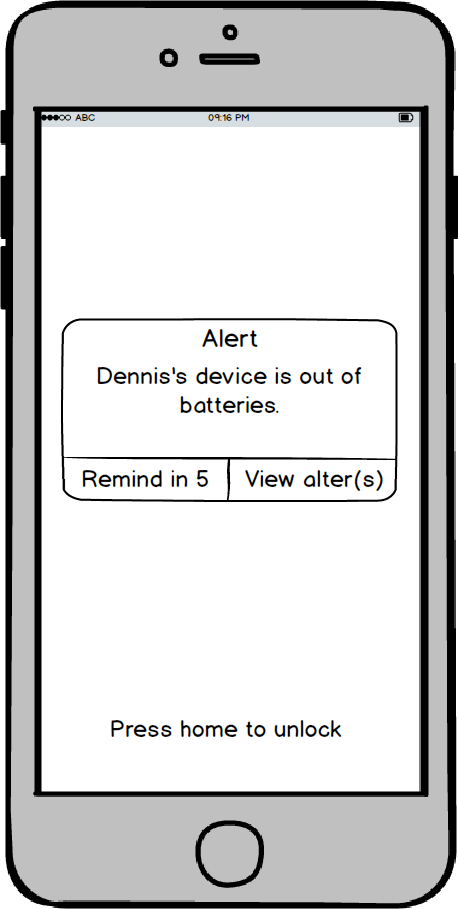 ABC 09:16 PM
Alert
Dennis's device is out of
batteries.
Remind in 5 View alter(s)
Press home to unlock